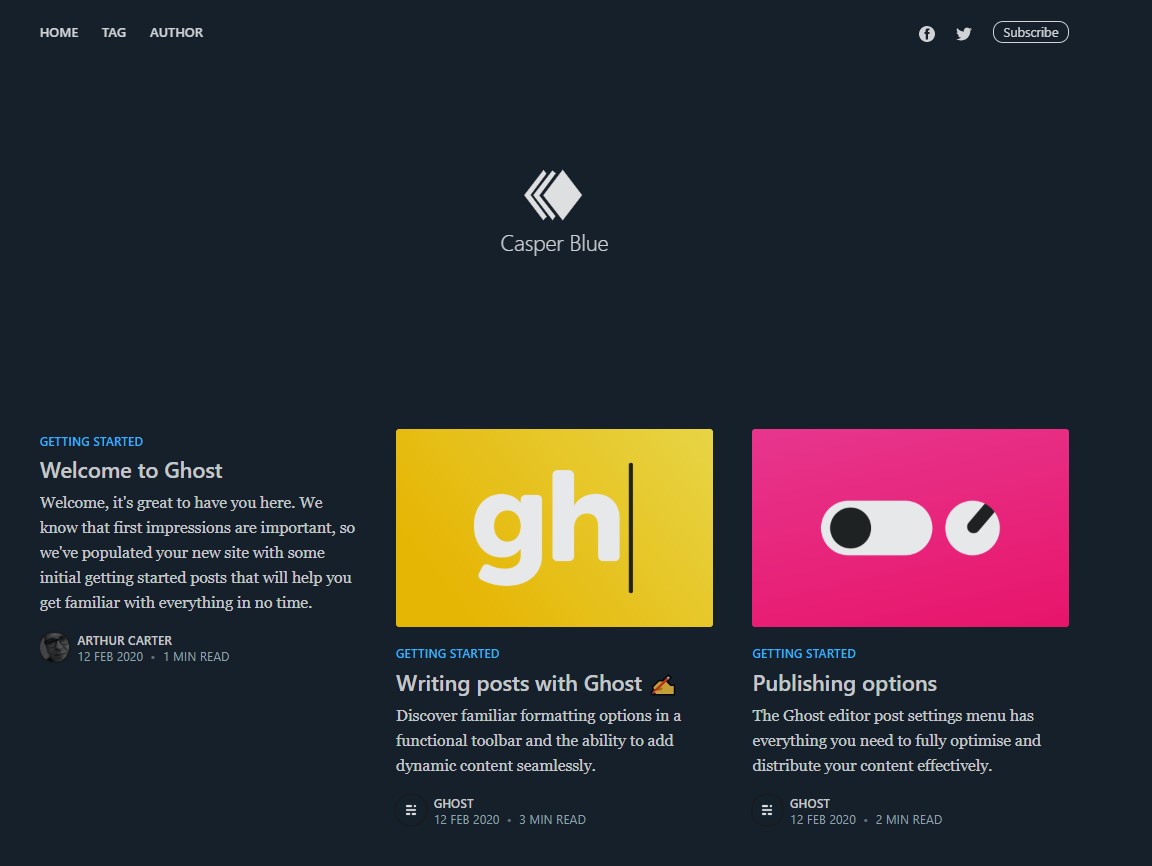 HOME TAG AUTHOR Subscribe
Casper Blue
GETTING STARTED
Welcome to Ghost
Welcome, it's great to have you here. We
know that first impressions are important, so
we've populated your new site with some
initial getting started posts that will help you
get familiar with everything in no time.
ARTHUR CARTER
12 FEB 2020 • 1 MIN READ
gh
GETTING STARTED
Writing posts with Ghost ✍
Discover familiar formatting options in a
functional toolbar and the ability to add
dynamic content seamlessly.
GHOST
12 FEB 2020 • 3 MIN READ
GETTING STARTED
Publishing options
The Ghost editor post settings menu has
everything you need to fully optimise and
distribute your content effectively.
GHOST
12 FEB 2020 • 2 MIN READ